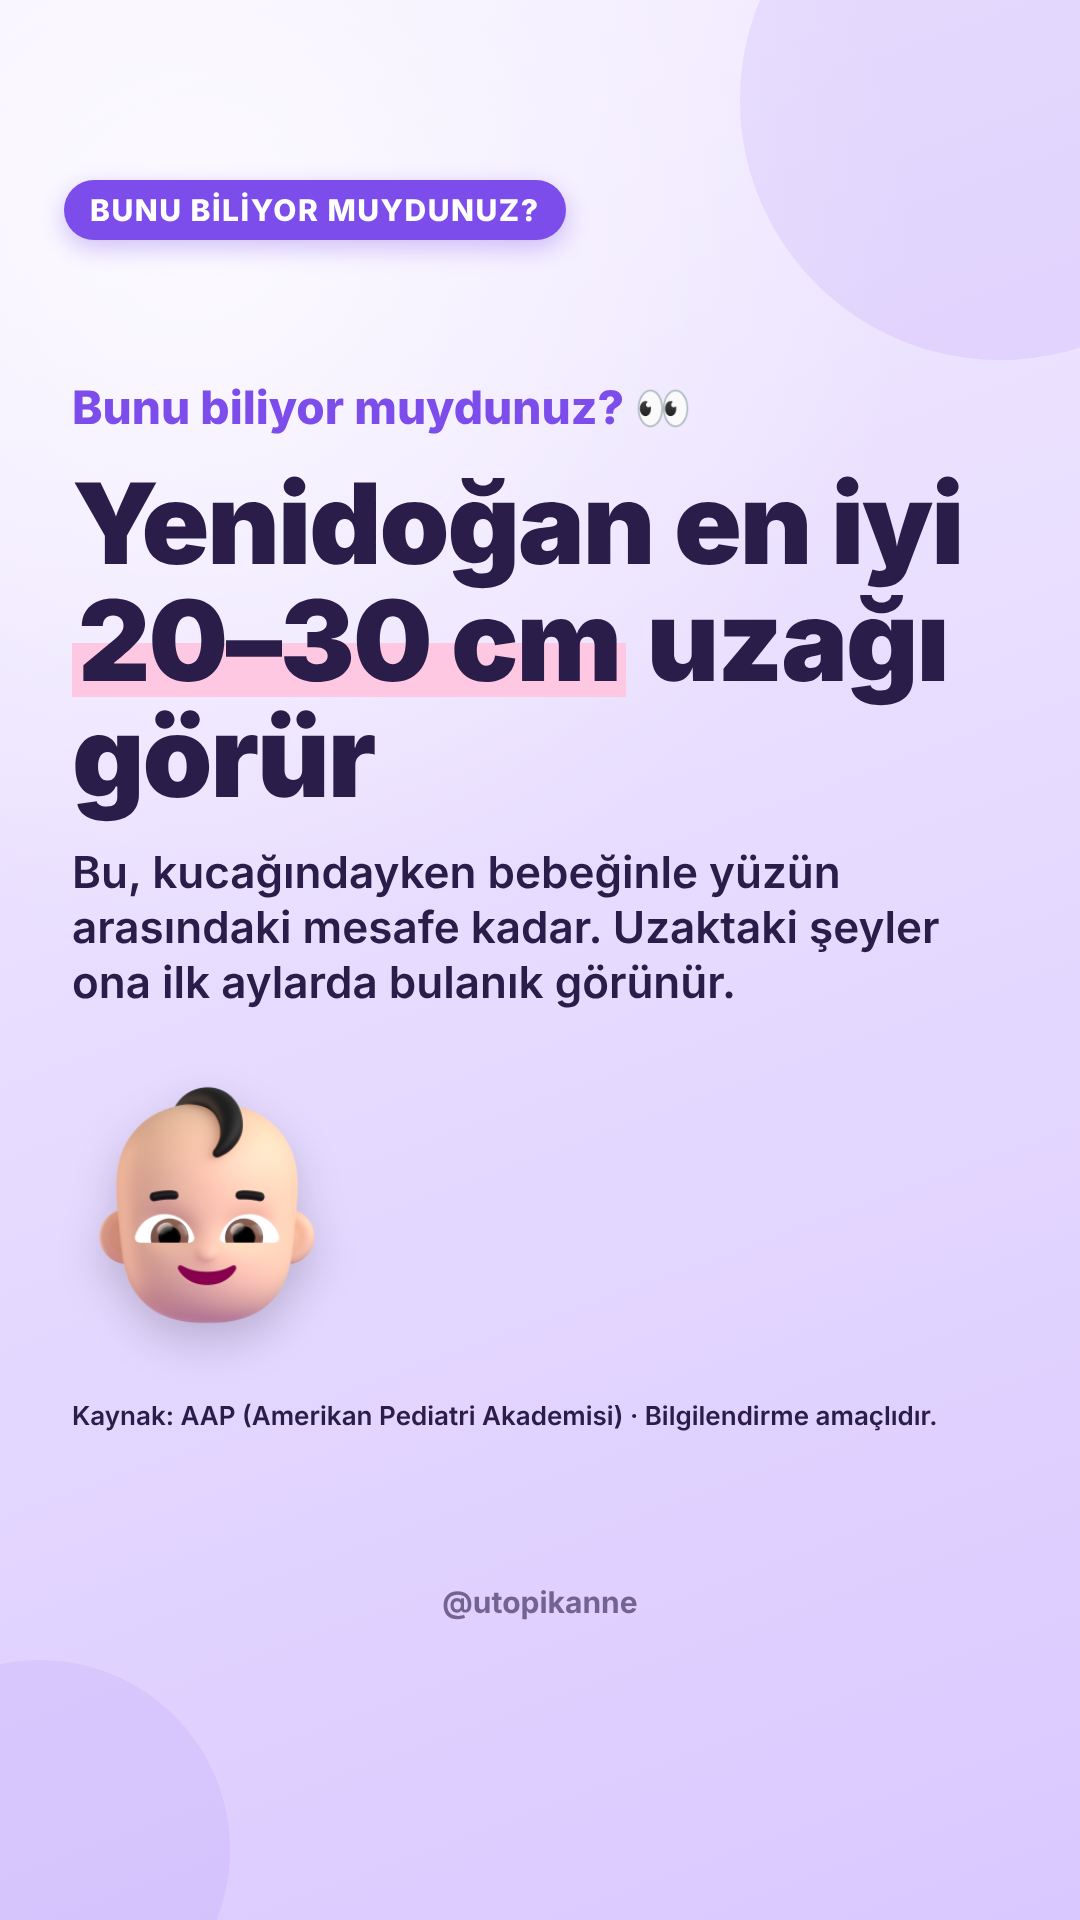 BUNU BİLİYOR MUYDUNUZ?
Bunu biliyor muydunuz? 👀
Yenidoğan en iyi
20–30 cm uzağı
görür
Bu, kucağındayken bebeğinle yüzün
arasındaki mesafe kadar. Uzaktaki şeyler
ona ilk aylarda bulanık görünür.
Kaynak: AAP (Amerikan Pediatri Akademisi) · Bilgilendirme amaçlıdır.
@utopikanne